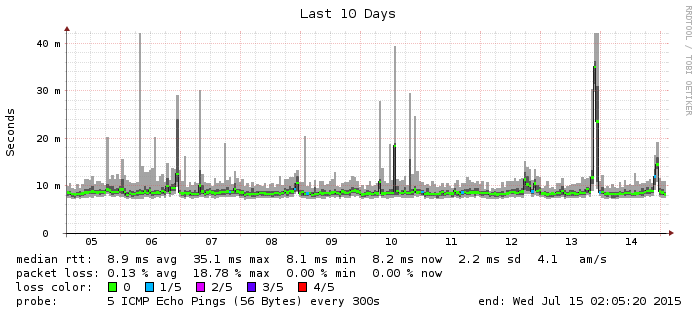 Last 10 Days
RRDTOOL / TOBI OETIKER
Seconds
40 m
30 m
20 m
10 m
0
05 06 07 08 09 10 11 12 13 14
median rtt: 8.9 ms avg 35.1 ms max 8.1 ms min 8.2 ms now 2.2 ms sd 4.1 am/s
packet loss: 0.13 % avg 18.78 % max 0.00 % min 0.00 % now
loss color: 0 1/5 2/5 3/5 4/5
probe: 5 ICMP Echo Pings (56 Bytes) every 300s end: Wed Jul 15 02:05:20 2015